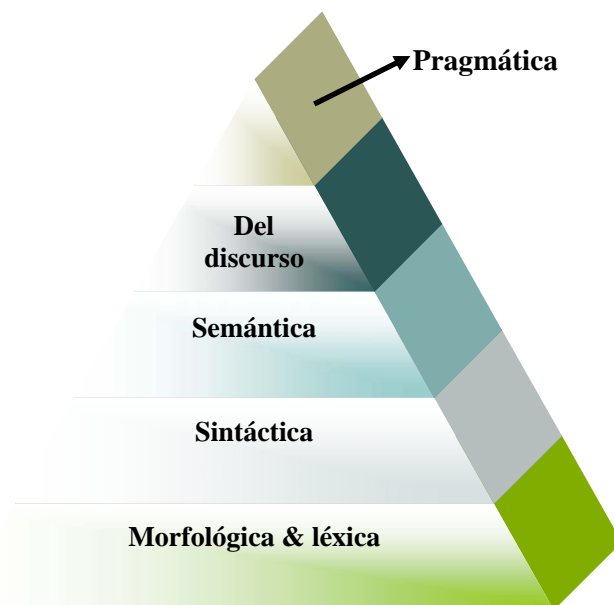 Pragmática
Del
discurso
Semántica
Sintáctica
Morfológica & léxica